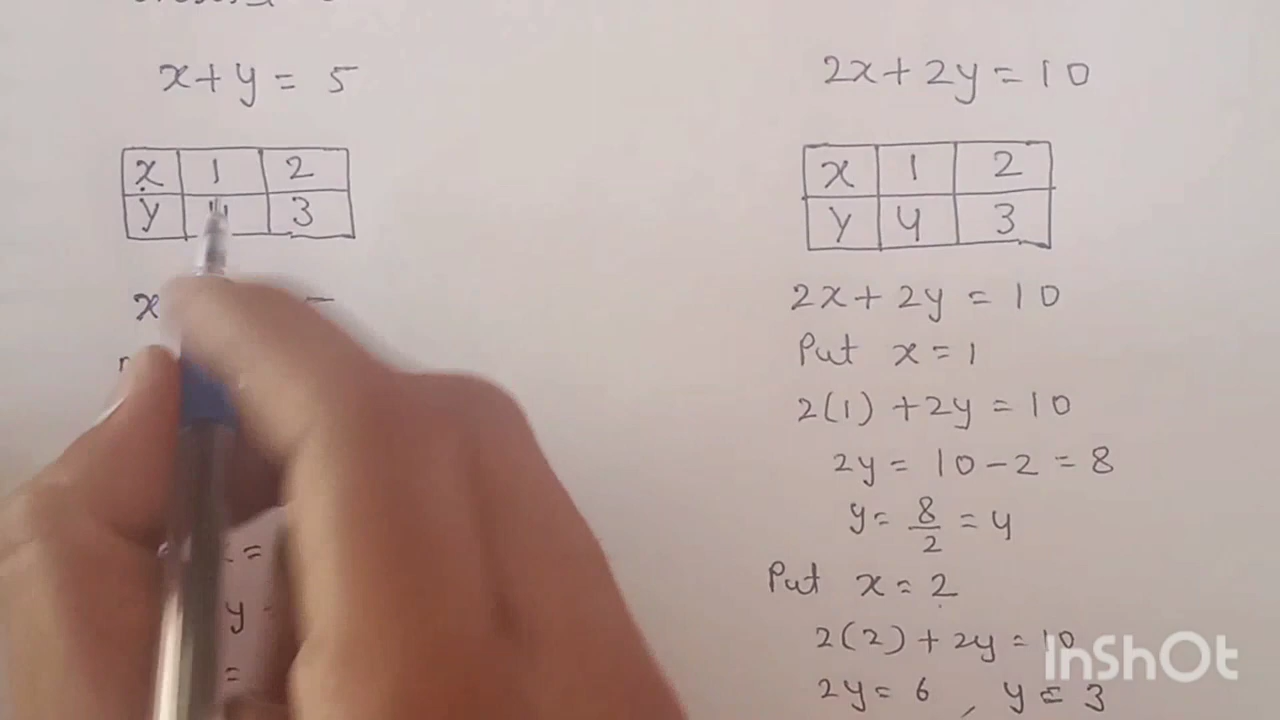 x + y = 5
x 1 2
y 4 3
x
=
y
=
2x + 2y = 10
x 1 2
y 4 3
2x + 2y = 10
Put x = 1
2(1) + 2y = 10
2y = 10 - 2 = 8
y = 8/2 = 4
Put x = 2
2(2) + 2y = 10
2y = 6 , y = 3
InShOt